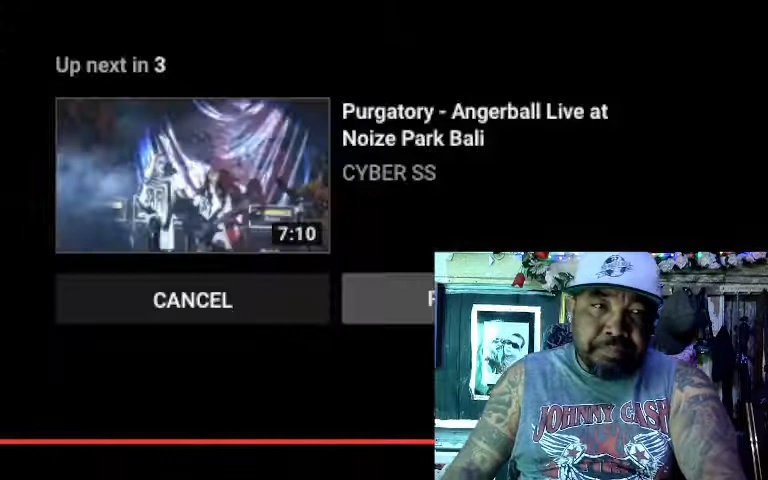 Up next in 3
Purgatory - Angerball Live at
Noize Park Bali
CYBER SS
7:10
CANCEL
JOHNNY CASH